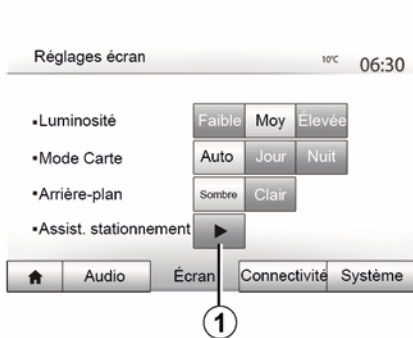 Réglages écran 10°C 06:30
▪Luminosité Faible Moy Élevée
▪Mode Carte Auto Jour Nuit
▪Arrière-plan Sombre Clair
▪Assist. stationnement
Audio Écran Connectivité Système
1